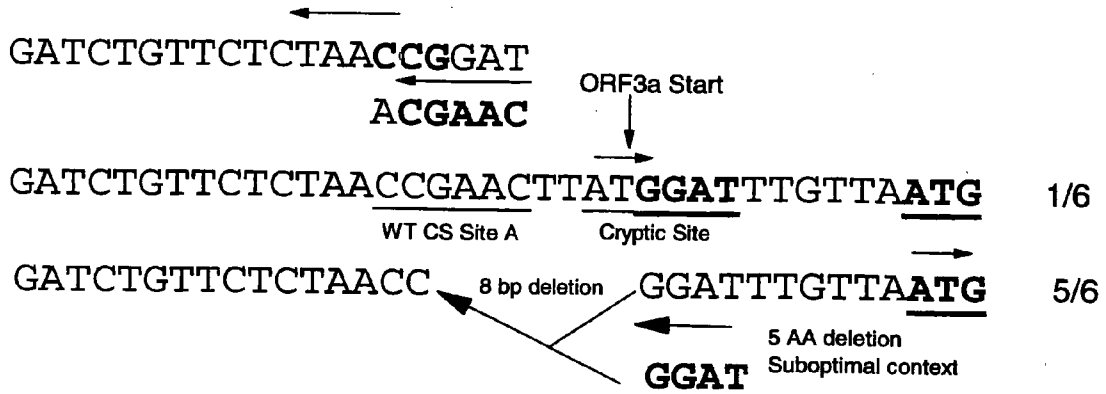 GATCTGTTCTCTAACCGGAT
ACGAAC
ORF3a Start
GATCTGTTCTCTAACCGAACTTATGGATTTGTTAATG 1/6
WT CS Site A Cryptic Site
GATCTGTTCTCTAACC 8 bp deletion GGATTTGTTAATG 5/6
5 AA deletion
Suboptimal context
GGAT